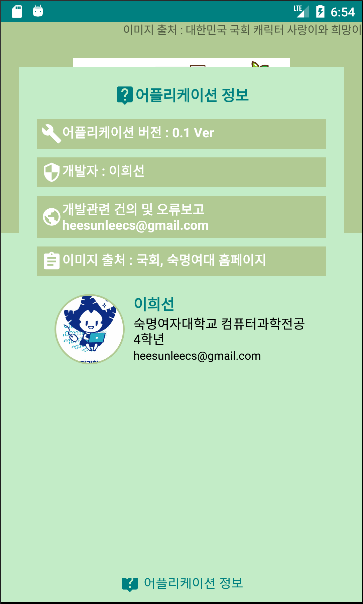 LTE 6:54
이미지 출처 : 대한민국 국회 캐릭터 사랑이와 희망이
어플리케이션 정보
어플리케이션 버전 : 0.1 Ver
개발자 : 이희선
개발관련 건의 및 오류보고
heesunleecs@gmail.com
이미지 출처 : 국회, 숙명여대 홈페이지
이희선
숙명여자대학교 컴퓨터과학전공
4학년
heesunleecs@gmail.com
어플리케이션 정보